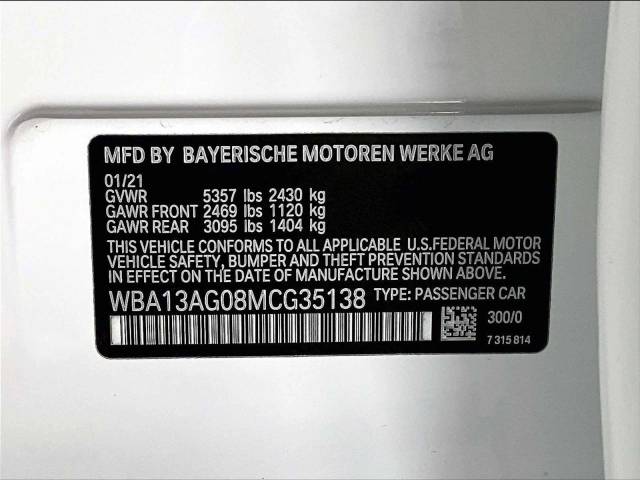 MFD BY BAYERISCHE MOTOREN WERKE AG
01/21
GVWR 5357 lbs 2430 kg
GAWR FRONT 2469 lbs 1120 kg
GAWR REAR 3095 lbs 1404 kg
THIS VEHICLE CONFORMS TO ALL APPLICABLE U.S.FEDERAL MOTOR
VEHICLE SAFETY, BUMPER AND THEFT PREVENTION STANDARDS
IN EFFECT ON THE DATE OF MANUFACTURE SHOWN ABOVE.
WBA13AG08MCG35138 TYPE: PASSENGER CAR
300/0
7 315 814